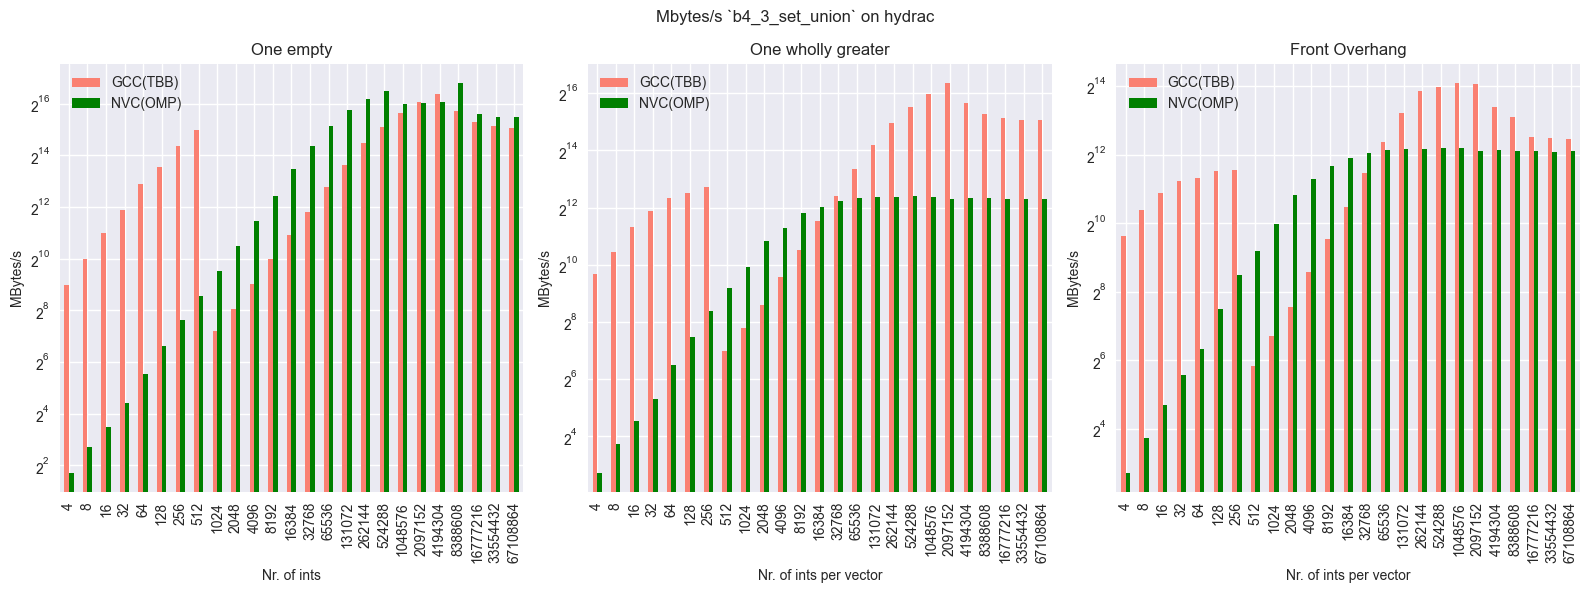 Mbytes/s `b4_3_set_union` on hydrac
One empty
GCC(TBB)
NVC(OMP)
MBytes/s
2^16
2^14
2^12
2^10
2^8
2^6
2^4
2^2
4 8 16 32 64 128 256 512 1024 2048 4096 8192 16384 32768 65536 131072 262144 524288 1048576 2097152 4194304 8388608 16777216 33554432 67108864
Nr. of ints
One wholly greater
GCC(TBB)
NVC(OMP)
MBytes/s
2^16
2^14
2^12
2^10
2^8
2^6
2^4
4 8 16 32 64 128 256 512 1024 2048 4096 8192 16384 32768 65536 131072 262144 524288 1048576 2097152 4194304 8388608 16777216 33554432 67108864
Nr. of ints per vector
Front Overhang
GCC(TBB)
NVC(OMP)
MBytes/s
2^14
2^12
2^10
2^8
2^6
2^4
4 8 16 32 64 128 256 512 1024 2048 4096 8192 16384 32768 65536 131072 262144 524288 1048576 2097152 4194304 8388608 16777216 33554432 67108864
Nr. of ints per vector